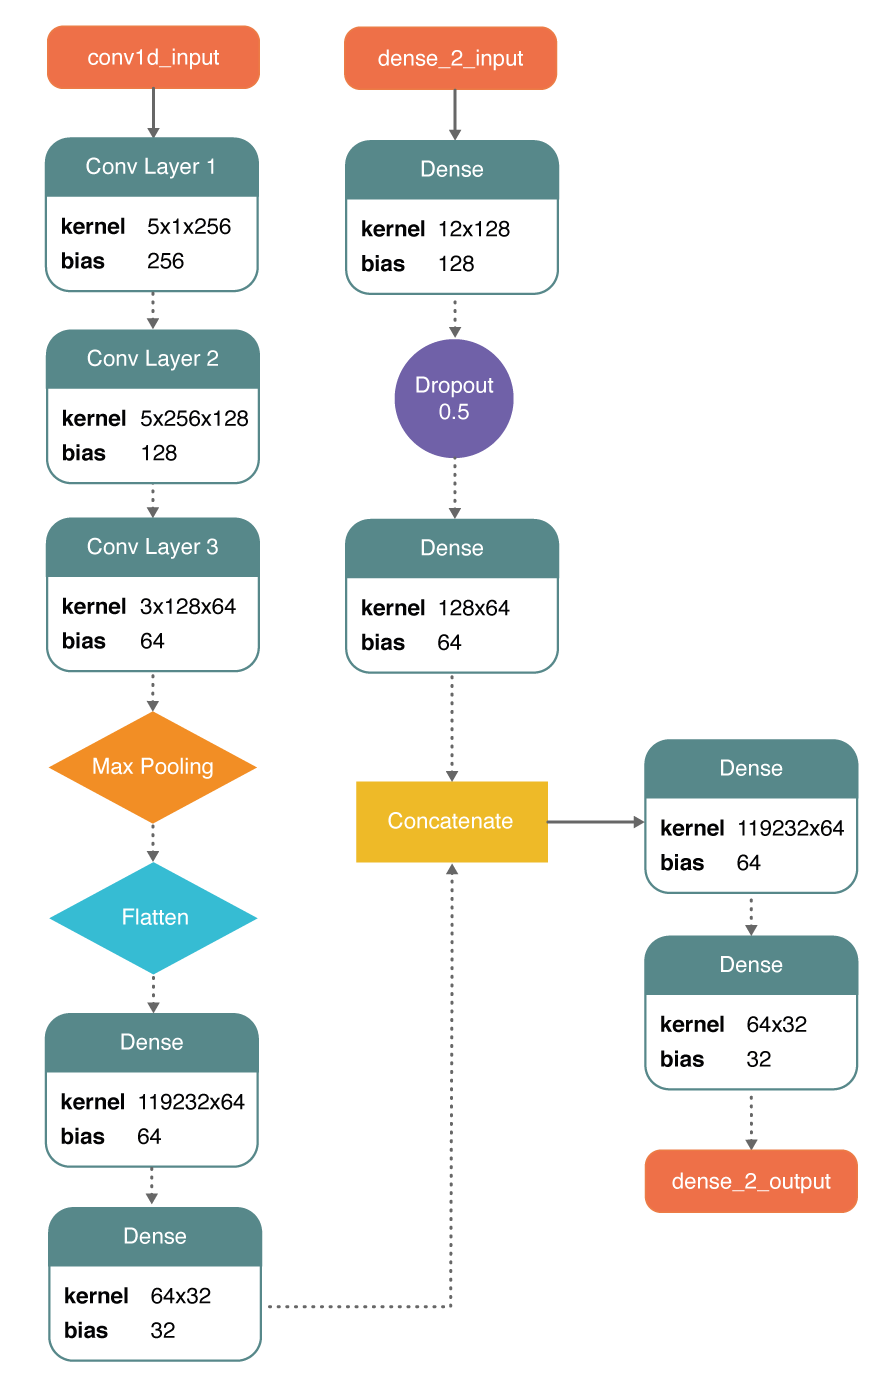 conv1d_input
Conv Layer 1
kernel 5x1x256
bias 256
Conv Layer 2
kernel 5x256x128
bias 128
Conv Layer 3
kernel 3x128x64
bias 64
Max Pooling
Flatten
Dense
kernel 119232x64
bias 64
Dense
kernel 64x32
bias 32
dense_2_input
Dense
kernel 12x128
bias 128
Dropout
0.5
Dense
kernel 128x64
bias 64
Concatenate
Dense
kernel 119232x64
bias 64
Dense
kernel 64x32
bias 32
dense_2_output